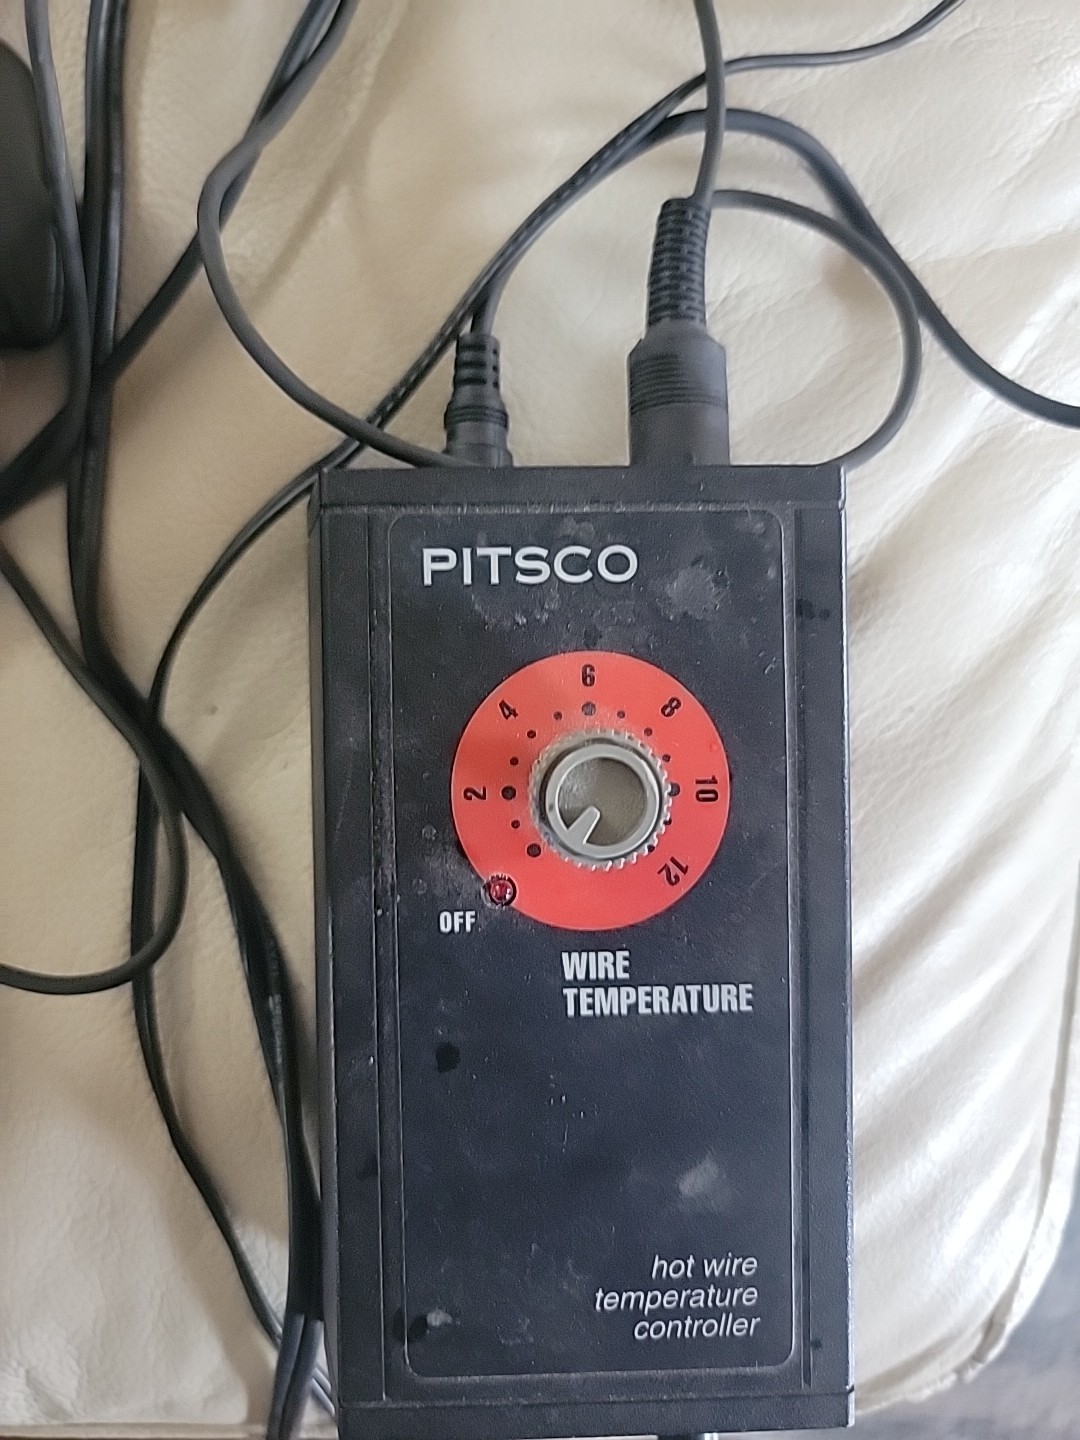 PITSCO
6
4
8
2
10
12
OFF
WIRE
TEMPERATURE
hot wire
temperature
controller